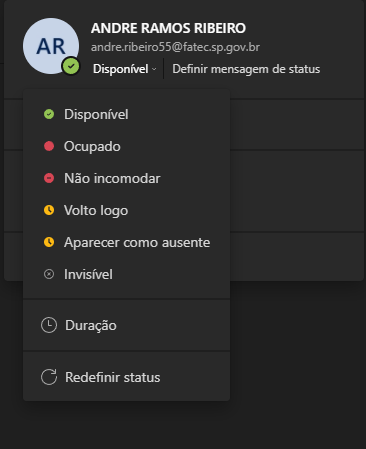 AR
ANDRE RAMOS RIBEIRO
andre.ribeiro55@fatec.sp.gov.br
Disponível
Definir mensagem de status
Disponível
Ocupado
Não incomodar
Volto logo
Aparecer como ausente
Invisível
Duração
Redefinir status